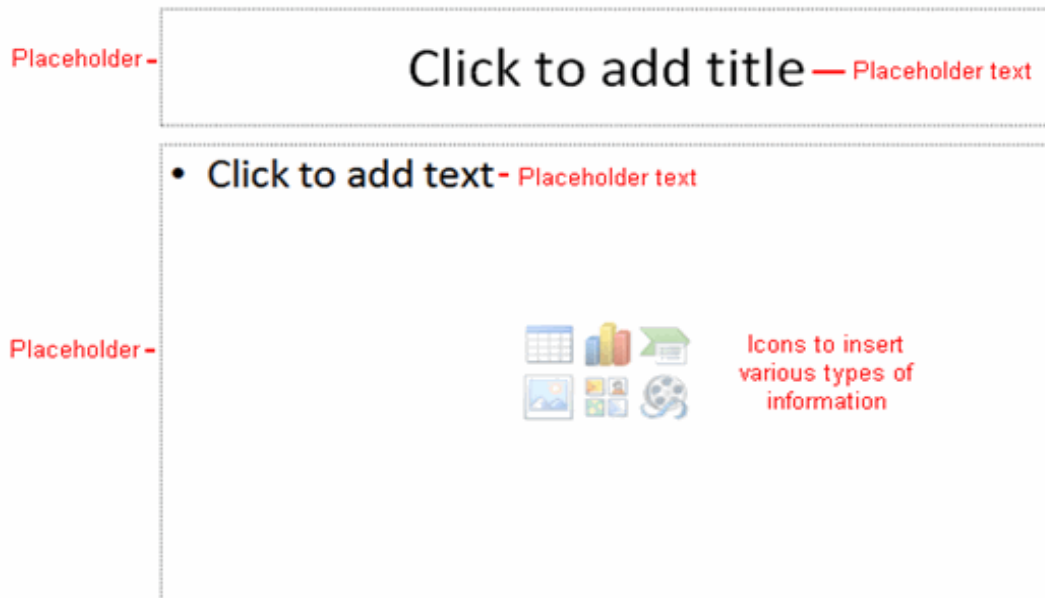 Placeholder
Click to add title
Placeholder text
• Click to add text
Placeholder text
Placeholder
Icons to insert
various types of
information